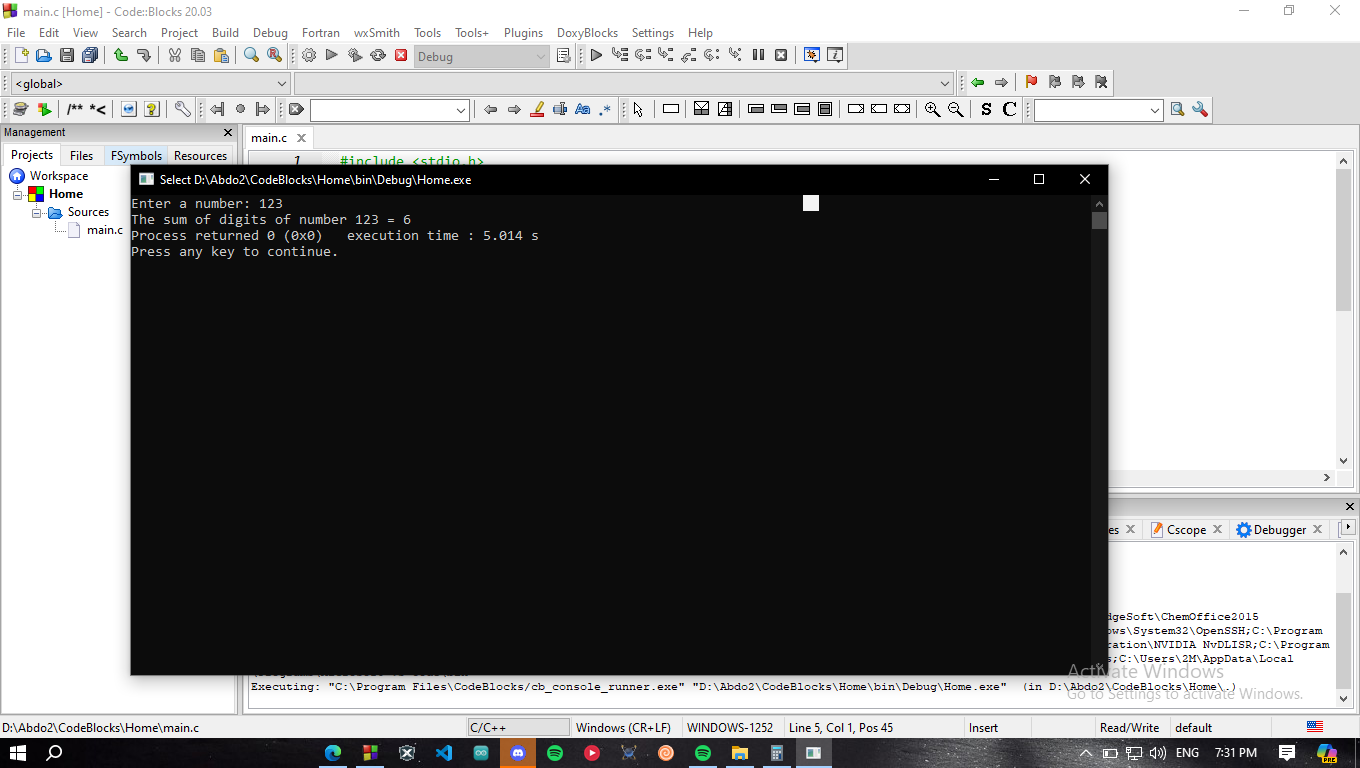 main.c [Home] - Code::Blocks 20.03
File Edit View Search Project Build Debug Fortran wxSmith Tools Tools+ Plugins DoxyBlocks Settings Help
Debug
<global>
/** *<
Aa .*
S C
Management
Projects Files FSymbols Resources
Workspace
Home
Sources
main.c
main.c
1 #include <stdio.h>
Select D:\Abdo2\CodeBlocks\Home\bin\Debug\Home.exe
Enter a number: 123
The sum of digits of number 123 = 6
Process returned 0 (0x0) execution time : 5.014 s
Press any key to continue.
es Cscope Debugger
dgeSoft\ChemOffice2015
ows\System32\OpenSSH;C:\Program
ration\NVIDIA NvDLISR;C:\Program
s;C:\Users\2M\AppData\Local
Executing: "C:\Program Files\CodeBlocks/cb_console_runner.exe" "D:\Abdo2\CodeBlocks\Home\bin\Debug\Home.exe" (in D:\Abdo2\CodeBlocks\Home\.)
Activate Windows
Go to Settings to activate Windows.
D:\Abdo2\CodeBlocks\Home\main.c C/C++ Windows (CR+LF) WINDOWS-1252 Line 5, Col 1, Pos 45 Insert Read/Write default
ENG 7:31 PM
PRE